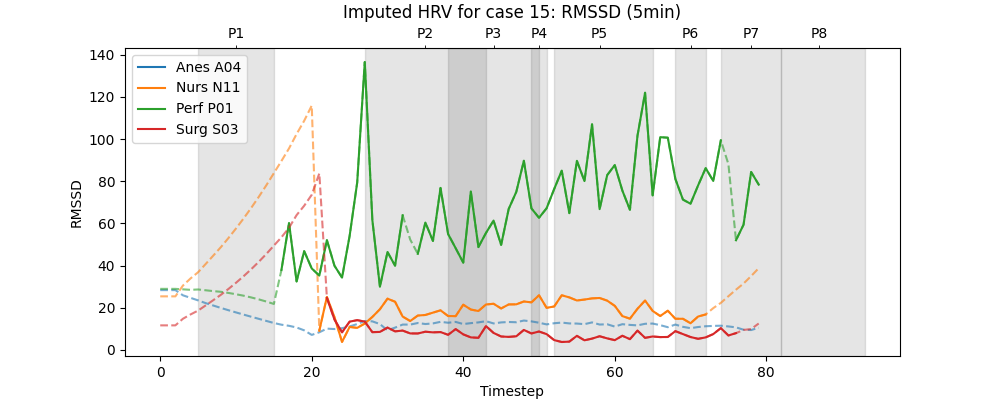 Imputed HRV for case 15: RMSSD (5min)
P1 P2 P3 P4 P5 P6 P7 P8
Anes A04
Nurs N11
Perf P01
Surg S03
RMSSD
140
120
100
80
60
40
20
0
0 20 40 60 80
Timestep